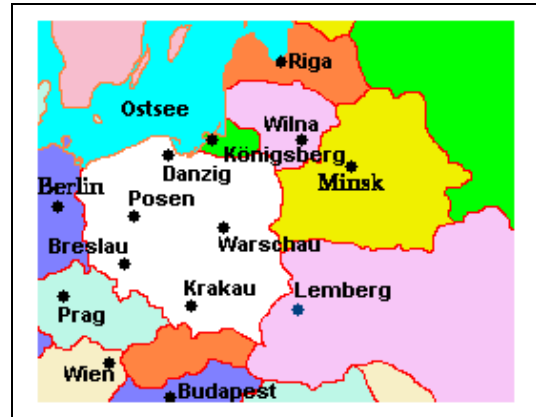 Riga
Ostsee
Wilna
Königsberg
Danzig
Minsk
Berlin
Posen
Warschau
Breslau
Krakau
Lemberg
Prag
Wien
Budapest